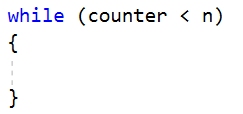 while (counter < n)
{
}